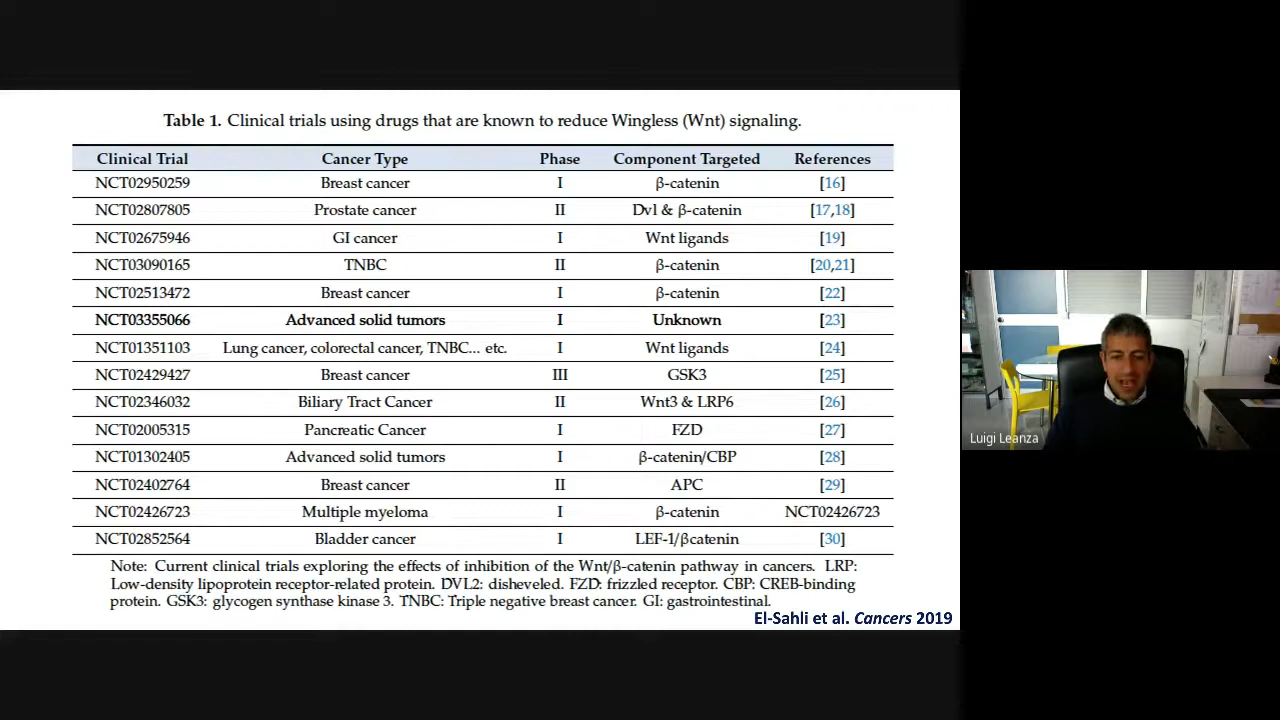 Table 1. Clinical trials using drugs that are known to reduce Wingless (Wnt) signaling.
Clinical Trial Cancer Type Phase Component Targeted References
NCT02950259 Breast cancer I β-catenin [16]
NCT02807805 Prostate cancer II Dvl & β-catenin [17,18]
NCT02675946 GI cancer I Wnt ligands [19]
NCT03090165 TNBC II β-catenin [20,21]
NCT02513472 Breast cancer I β-catenin [22]
NCT03355066 Advanced solid tumors I Unknown [23]
NCT01351103 Lung cancer, colorectal cancer, TNBC... etc. I Wnt ligands [24]
NCT02429427 Breast cancer III GSK3 [25]
NCT02346032 Biliary Tract Cancer II Wnt3 & LRP6 [26]
NCT02005315 Pancreatic Cancer I FZD [27]
NCT01302405 Advanced solid tumors I β-catenin/CBP [28]
NCT02402764 Breast cancer II APC [29]
NCT02426723 Multiple myeloma I β-catenin NCT02426723
NCT02852564 Bladder cancer I LEF-1/βcatenin [30]
Note: Current clinical trials exploring the effects of inhibition of the Wnt/β-catenin pathway in cancers. LRP:
Low-density lipoprotein receptor-related protein. DVL2: disheveled. FZD: frizzled receptor. CBP: CREB-binding
protein. GSK3: glycogen synthase kinase 3. TNBC: Triple negative breast cancer. GI: gastrointestinal.
El-Sahli et al. Cancers 2019
Luigi Leanza